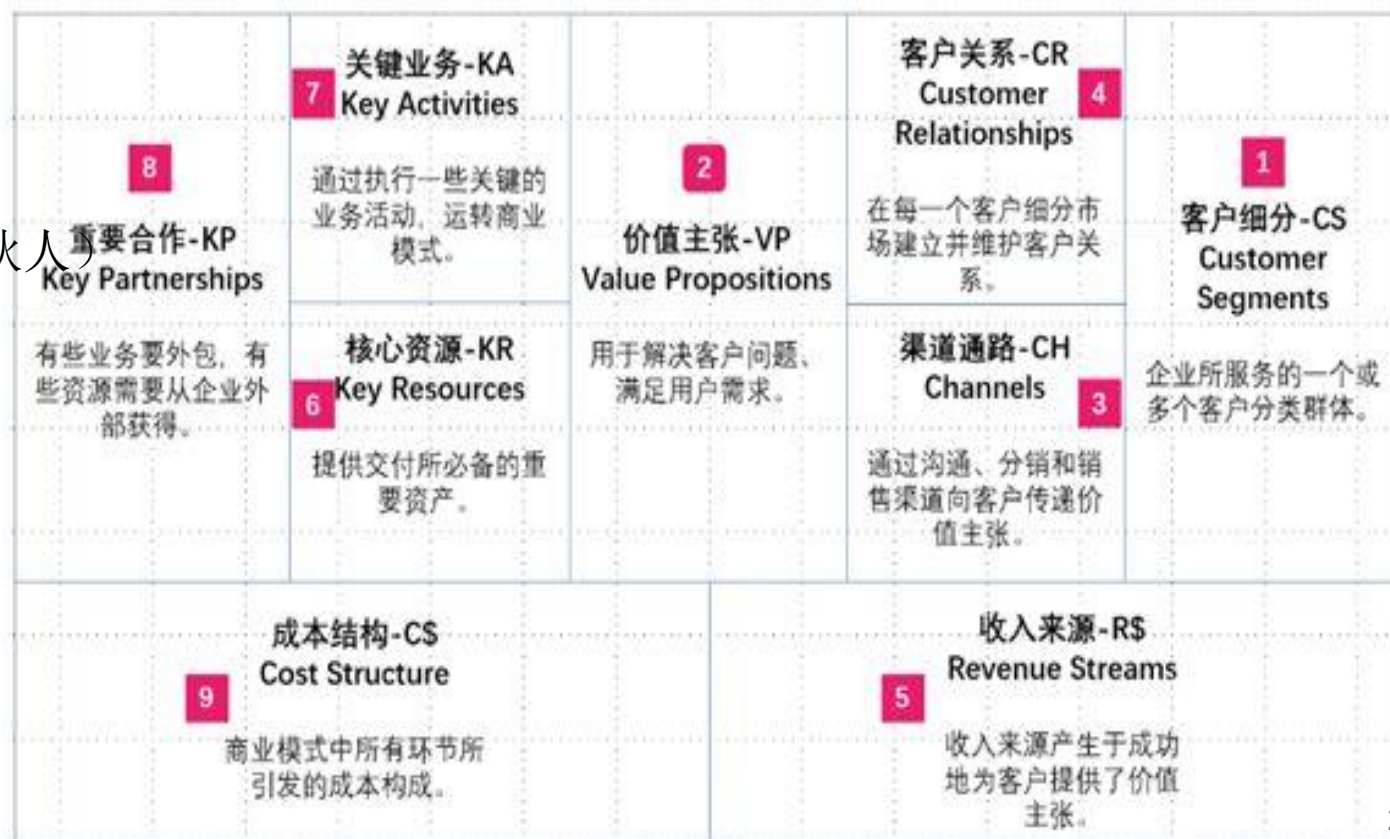 8
重要合作-KP
伙人）
Key Partnerships
有些业务要外包，有
些资源需要从企业外
部获得。
7
关键业务-KA
Key Activities
通过执行一些关键的
业务活动，运转商业
模式。
6
核心资源-KR
Key Resources
提供交付所必备的重
要资产。
2
价值主张-VP
Value Propositions
用于解决客户问题、
满足用户需求。
4
客户关系-CR
Customer
Relationships
在每一个客户细分市
场建立并维护客户关
系。
3
渠道通路-CH
Channels
通过沟通、分销和销
售渠道向客户传递价
值主张。
1
客户细分-CS
Customer
Segments
企业所服务的一个或
多个客户分类群体。
9
成本结构-C$
Cost Structure
商业模式中所有环节所
引发的成本构成。
5
收入来源-R$
Revenue Streams
收入来源产生于成功
地为客户提供了价值
主张。